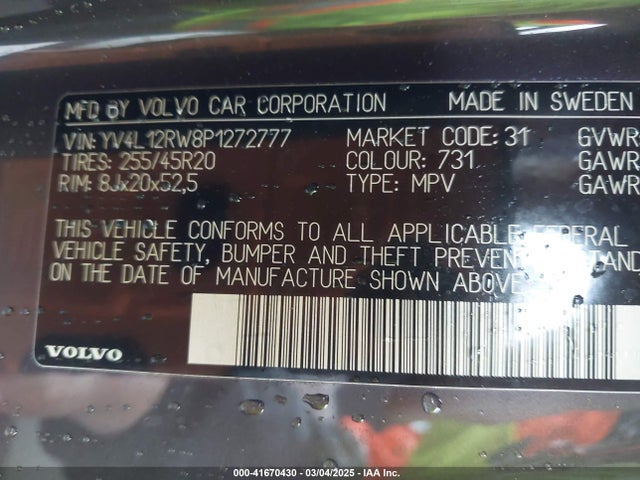 MFD BY VOLVO CAR CORPORATION MADE IN SWEDEN
VIN: YV4L12RW8P1272777 MARKET CODE: 31 GVWR
TIRES: 255/45R20 COLOUR: 731 GAWR
RIM: 8Jx20x52,5 TYPE: MPV GAWR
THIS VEHICLE CONFORMS TO ALL APPLICABLE FEDERAL
VEHICLE SAFETY, BUMPER AND THEFT PREVEN STAND
ON THE DATE OF MANUFACTURE SHOWN ABOVE
VOLVO
000-41670430 - 03/04/2025 - IAA Inc.